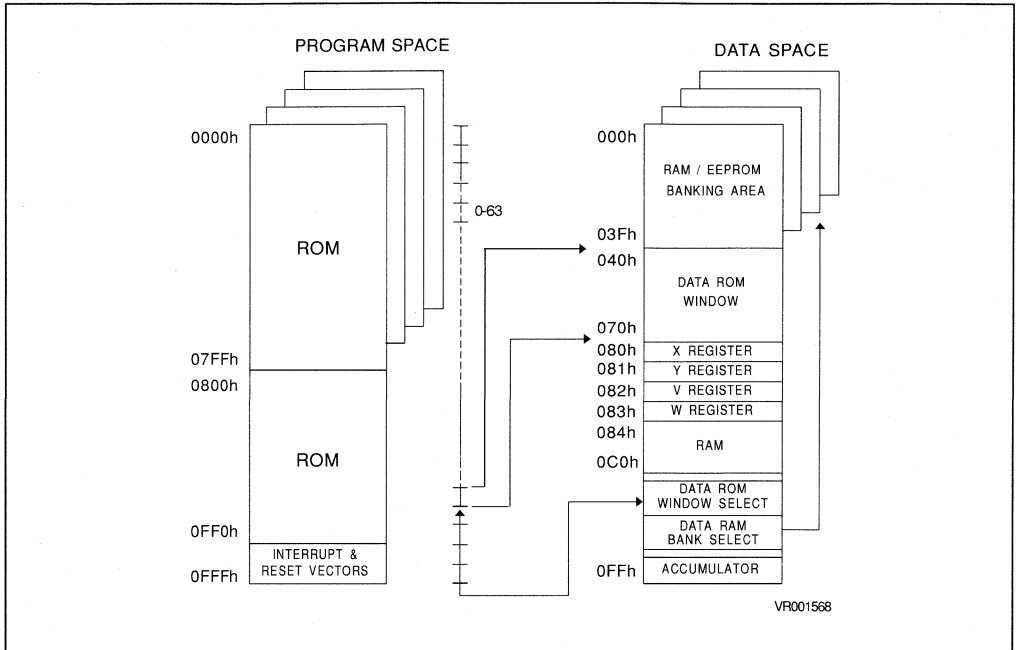 PROGRAM SPACE
0000h
ROM
07FFh
0800h
ROM
0FF0h
INTERRUPT &
RESET VECTORS
0FFFh
0-63
DATA SPACE
000h
RAM / EEPROM
BANKING AREA
03Fh
040h
DATA ROM
WINDOW
070h
080h
X REGISTER
081h
Y REGISTER
082h
V REGISTER
083h
W REGISTER
084h
RAM
0C0h
DATA ROM
WINDOW SELECT
DATA RAM
BANK SELECT
0FFh
ACCUMULATOR
VR001568